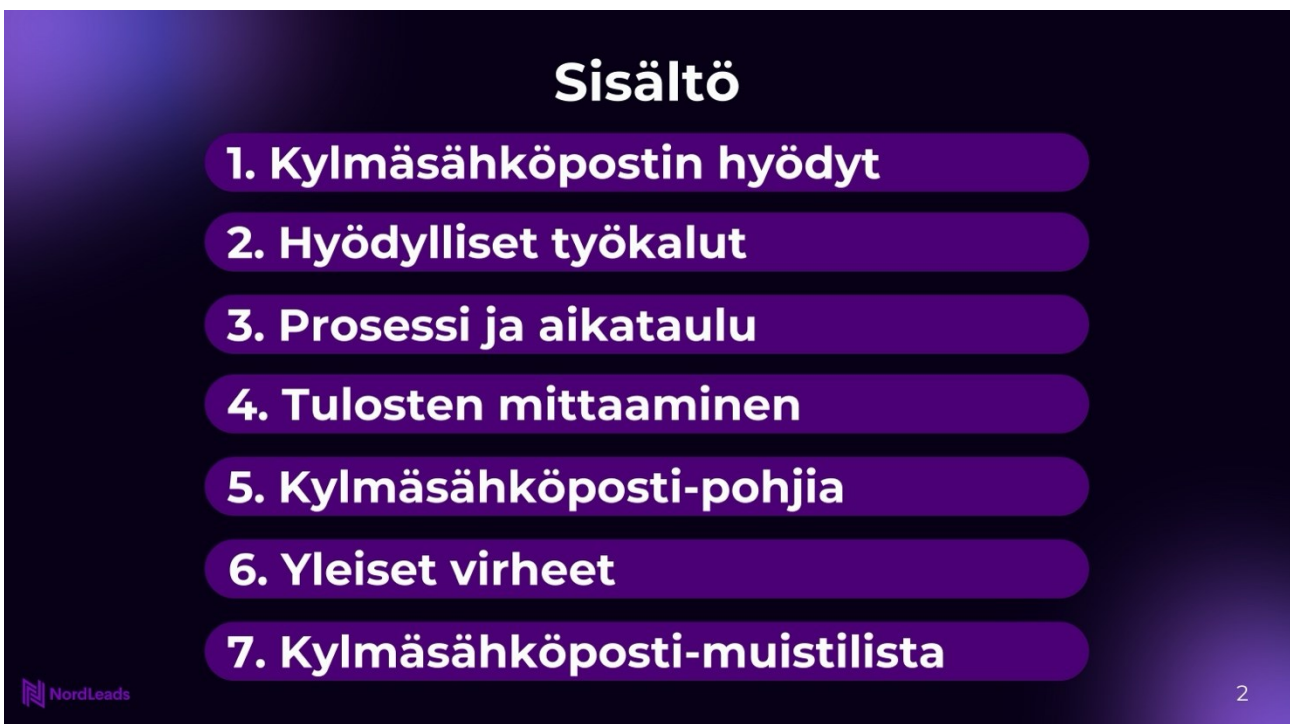 Sisältö
1. Kylmäsähköpostin hyödyt
2. Hyödylliset työkalut
3. Prosessi ja aikataulu
4. Tulosten mittaaminen
5. Kylmäsähköposti-pohjia
6. Yleiset virheet
7. Kylmäsähköposti-muistilista
NordLeads
2